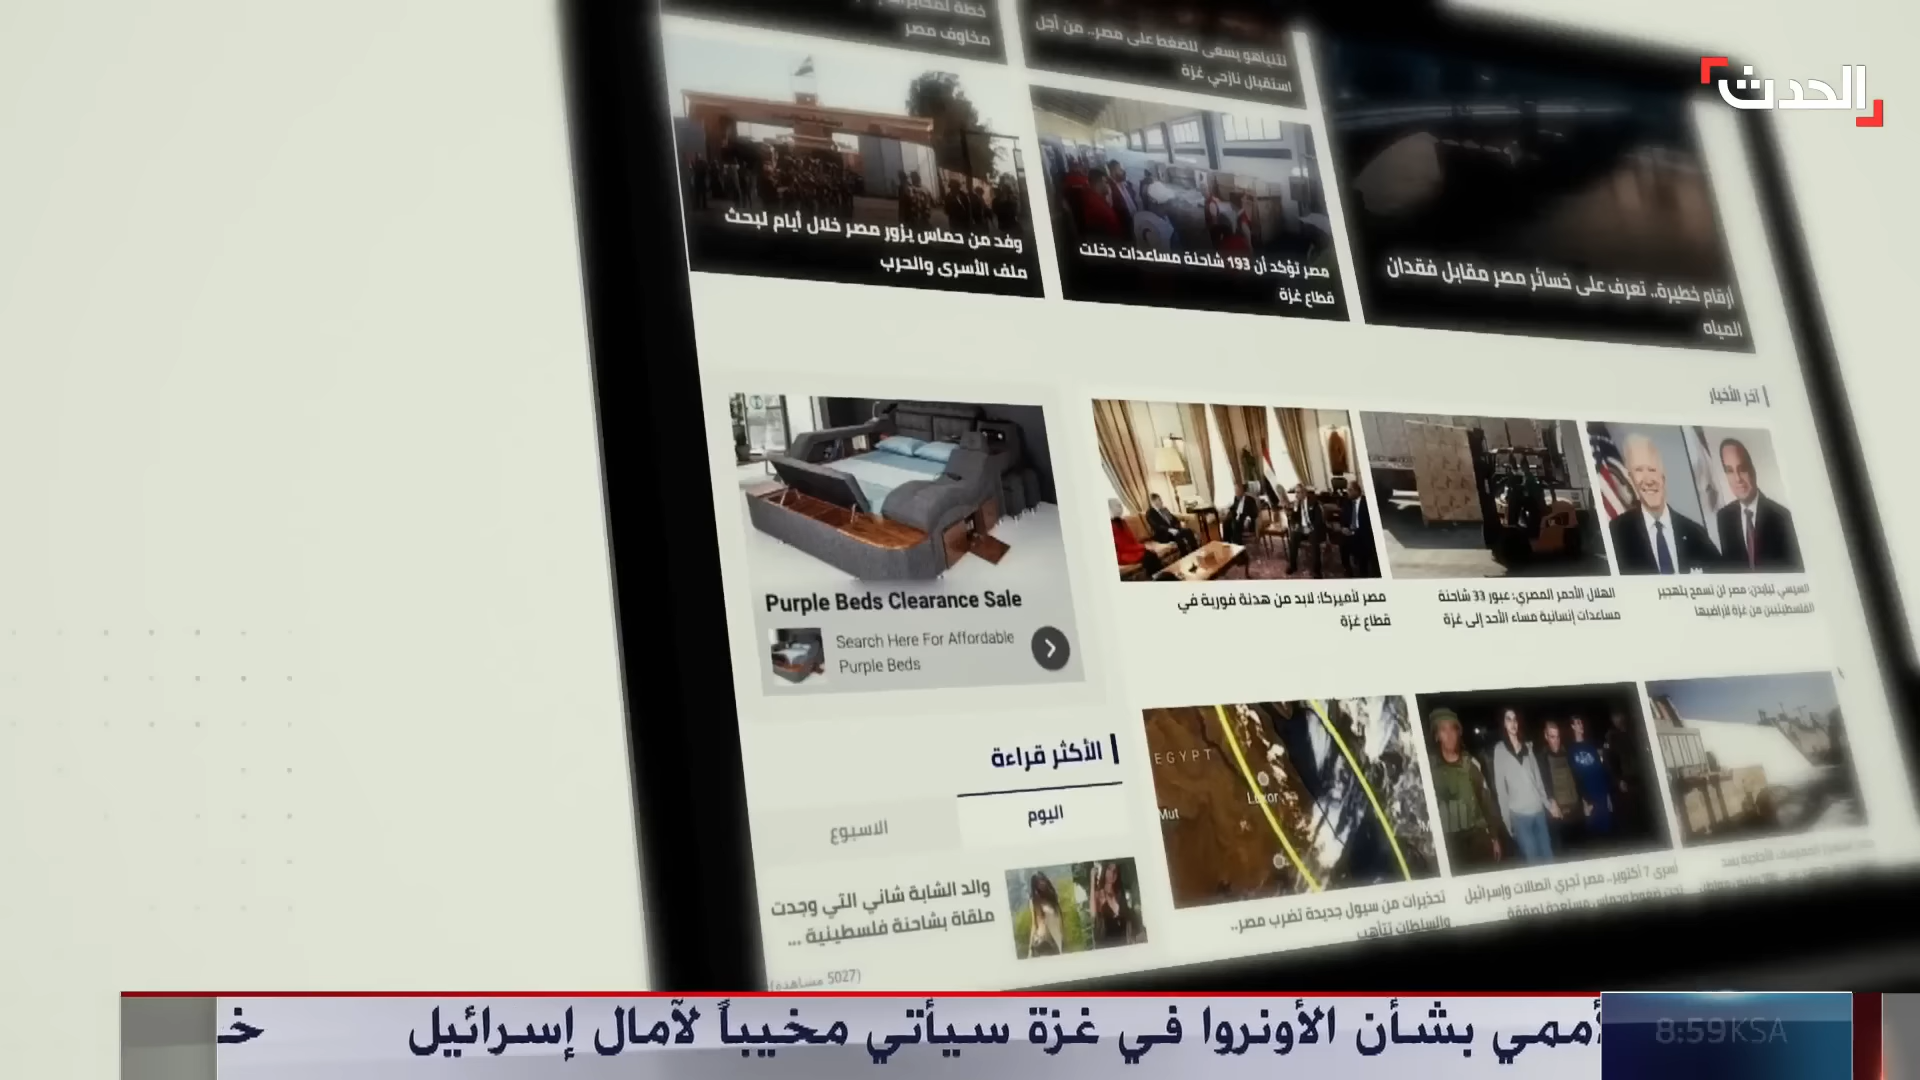 خطة لمخابرات
مخاوف مصر
نتنياهو يسعى للضغط على مصر.. من أجل
استقبال نازحي غزة
الحدث
وفد من حماس يزور مصر خلال أيام لبحث
ملف الأسرى والحرب
مصر تؤكد أن 193 شاحنة مساعدات دخلت
قطاع غزة
أرقام خطيرة.. تعرف على خسائر مصر مقابل فقدان
المياه
آخر الأخبار
السيسي لبايدن: مصر لن تسمح بتهجير
الفلسطينيين من غزة لأراضيها
الهلال الأحمر المصري: عبور 33 شاحنة
مساعدات إنسانية مساء الأحد إلى غزة
مصر لأميركا: لابد من هدنة فورية في
قطاع غزة
Purple Beds Clearance Sale
Search Here For Affordable
Purple Beds
EGYPT
Luxor
Mut
أسرى 7 أكتوبر.. مصر تجري اتصالات وإسرائيل
تحذيرات من سيول جديدة تضرب مصر..
والسلطات تتأهب
الأكثر قراءة
اليوم
الاسبوع
والد الشابة شاني التي وجدت
ملقاة بشاحنة فلسطينية ...
(5027 مشاهدة)
أممي بشأن الأونروا في غزة سيأتي مخيباً لآمال إسرائيل
خ
8:59 KSA